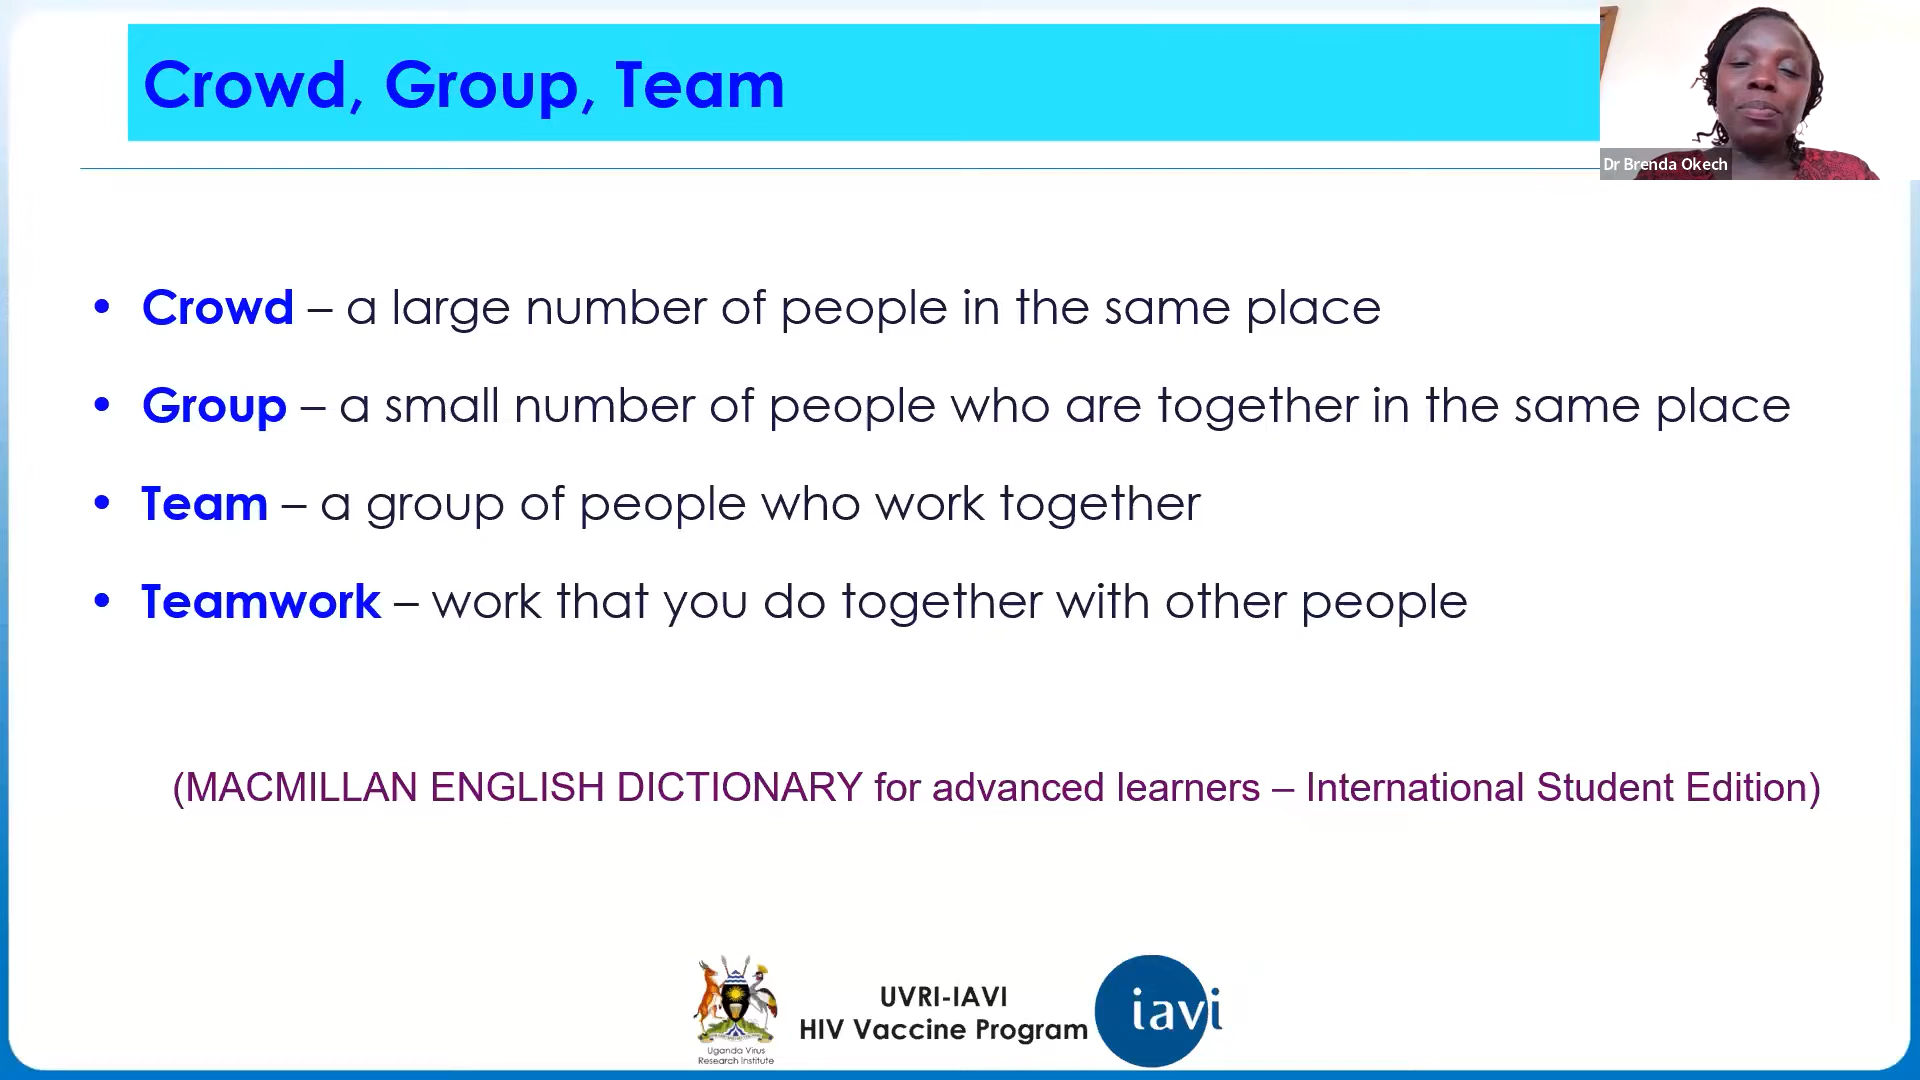 Crowd, Group, Team
Dr Brenda Okech
• Crowd – a large number of people in the same place
• Group – a small number of people who are together in the same place
• Team – a group of people who work together
• Teamwork – work that you do together with other people
(MACMILLAN ENGLISH DICTIONARY for advanced learners – International Student Edition)
Uganda Virus
Research Institute
UVRI-IAVI
HIV Vaccine Program
iavi